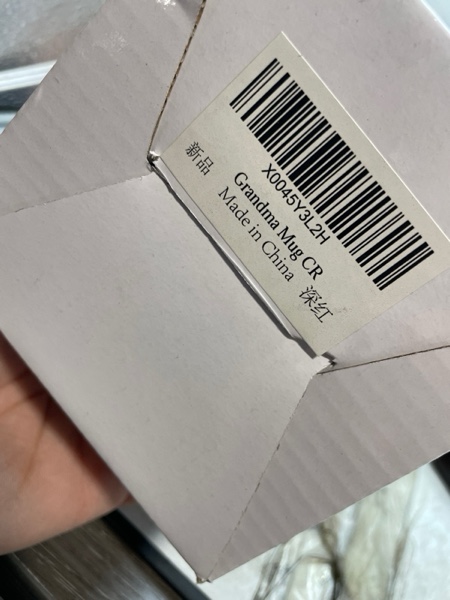 X0045Y3L2H
Grandma Mug CR
新品
Made in China 深红